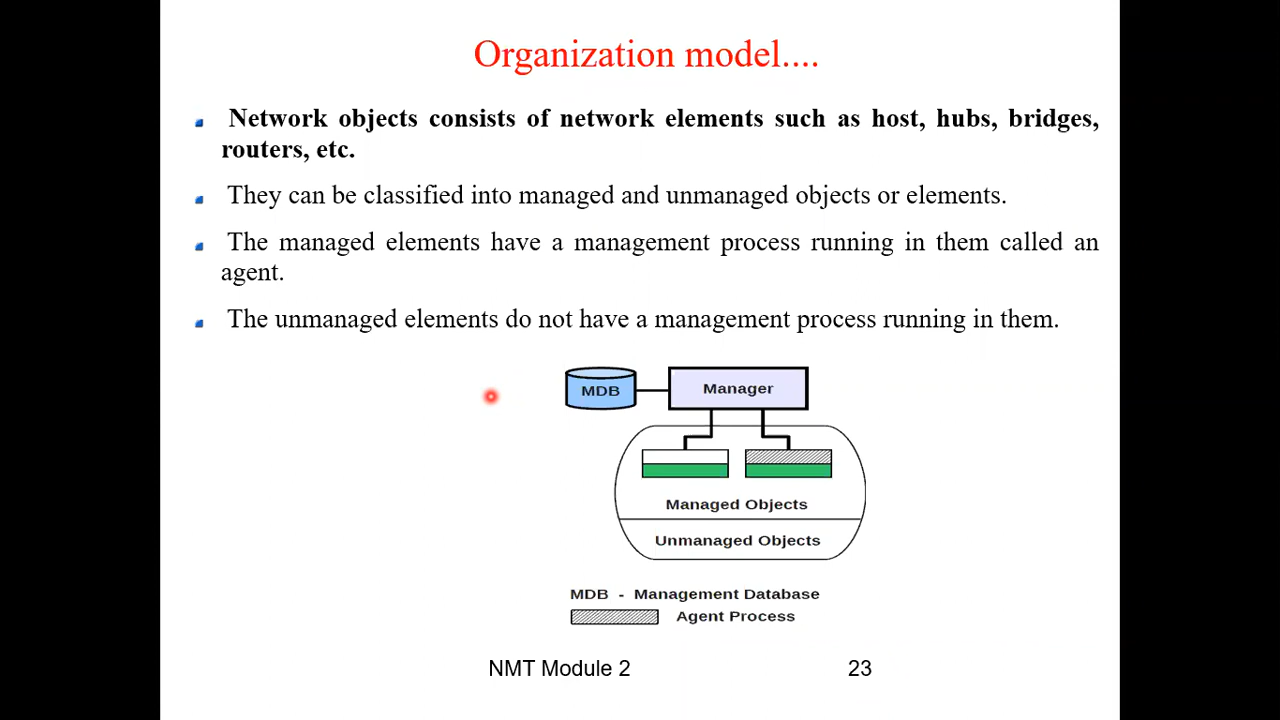 Organization model....
Network objects consists of network elements such as host, hubs, bridges,
routers, etc.
They can be classified into managed and unmanaged objects or elements.
The managed elements have a management process running in them called an
agent.
The unmanaged elements do not have a management process running in them.
MDB
Manager
Managed Objects
Unmanaged Objects
MDB - Management Database
Agent Process
NMT Module 2
23